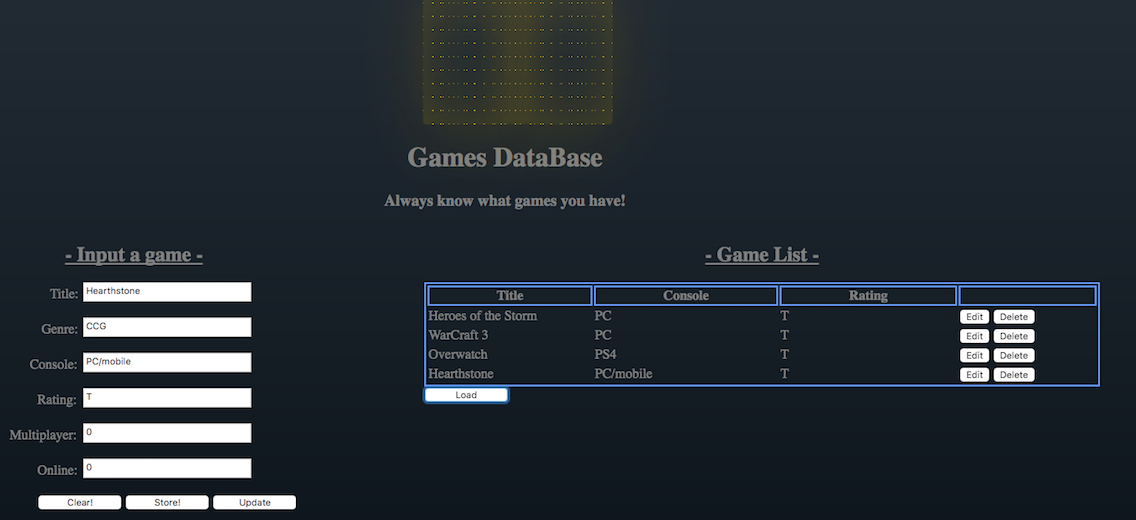 Games DataBase
Always know what games you have!
- Input a game -
Title: Hearthstone
Genre: CCG
Console: PC/mobile
Rating: T
Multiplayer: 0
Online: 0
Clear! Store! Update
- Game List -
Title Console Rating
Heroes of the Storm PC T Edit Delete
WarCraft 3 PC T Edit Delete
Overwatch PS4 T Edit Delete
Hearthstone PC/mobile T Edit Delete
Load